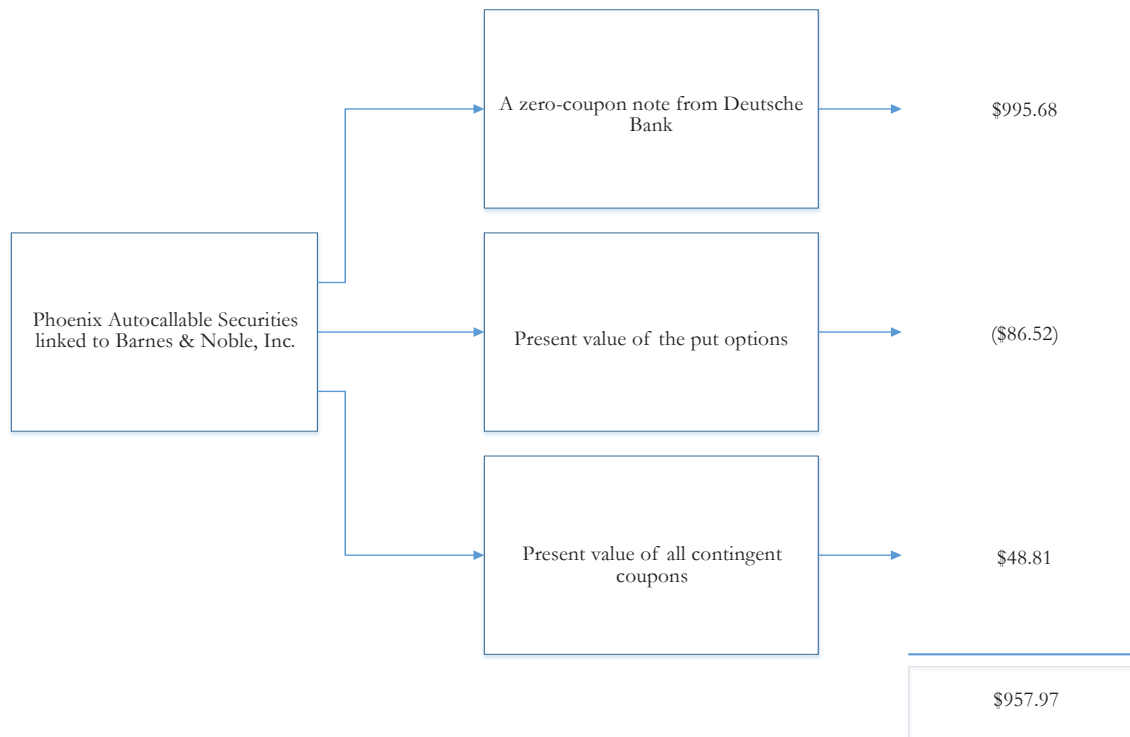 A zero-coupon note from Deutsche
Bank
$995.68
Phoenix Autocallable Securities
linked to Barnes & Noble, Inc.
Present value of the put options
($86.52)
Present value of all contingent
coupons
$48.81
$957.97